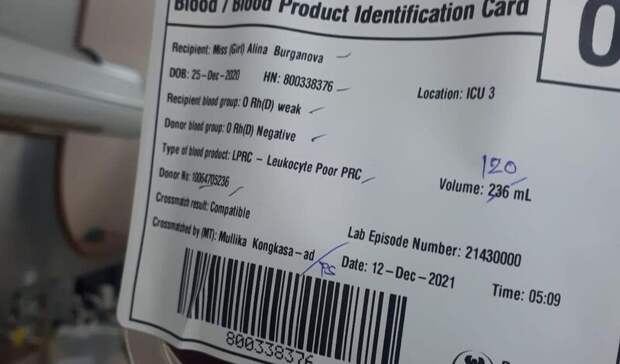 Blood / Blood Product Identification Card
O
Recipient: Miss (Girl) Alina Burganova
DOB: 25-Dec-2020 HN: 800338376
Location: ICU 3
Recipient blood group: O Rh(D) weak
Donor blood group: O Rh(D) Negative
Type of blood product: LPRC - Leukocyte Poor PRC
120
Volume: 236 mL
Donor No: 10064705236
Crossmatch result: Compatible
Lab Episode Number: 21430000
Crossmatched by (MT): Mullika Kongkasa-ad
Date: 12-Dec-2021 Time: 05:09
800338376